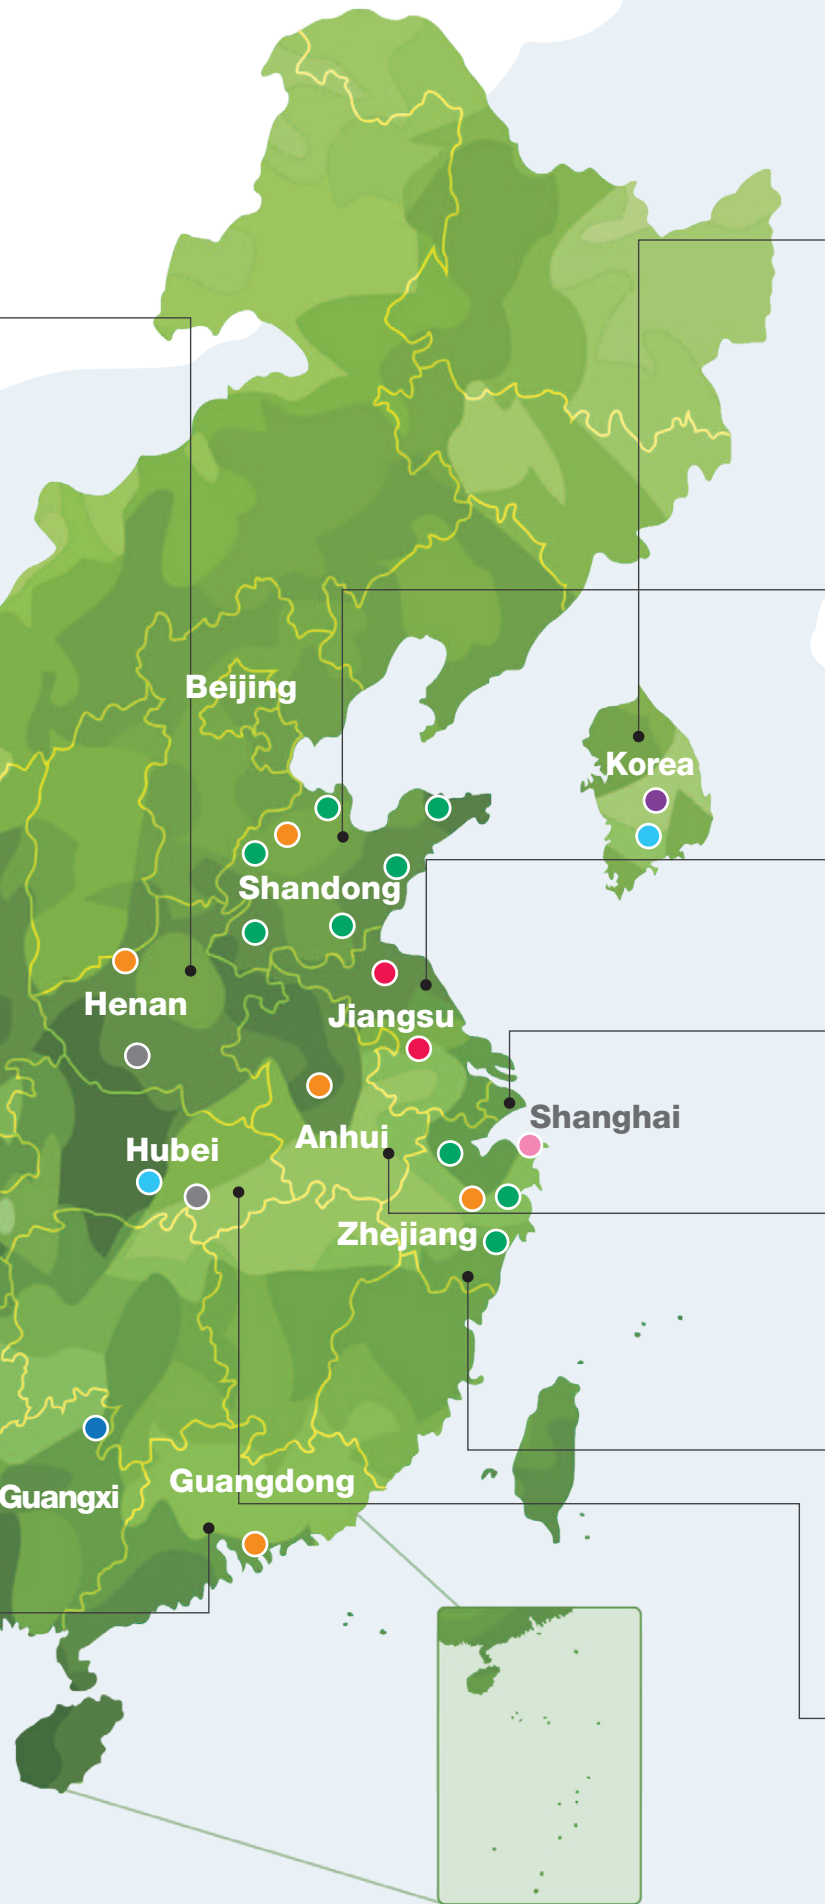 Beijing
Korea
Shandong
Henan
Jiangsu
Shanghai
Anhui
Hubei
Zhejiang
Guangdong
Guangxi